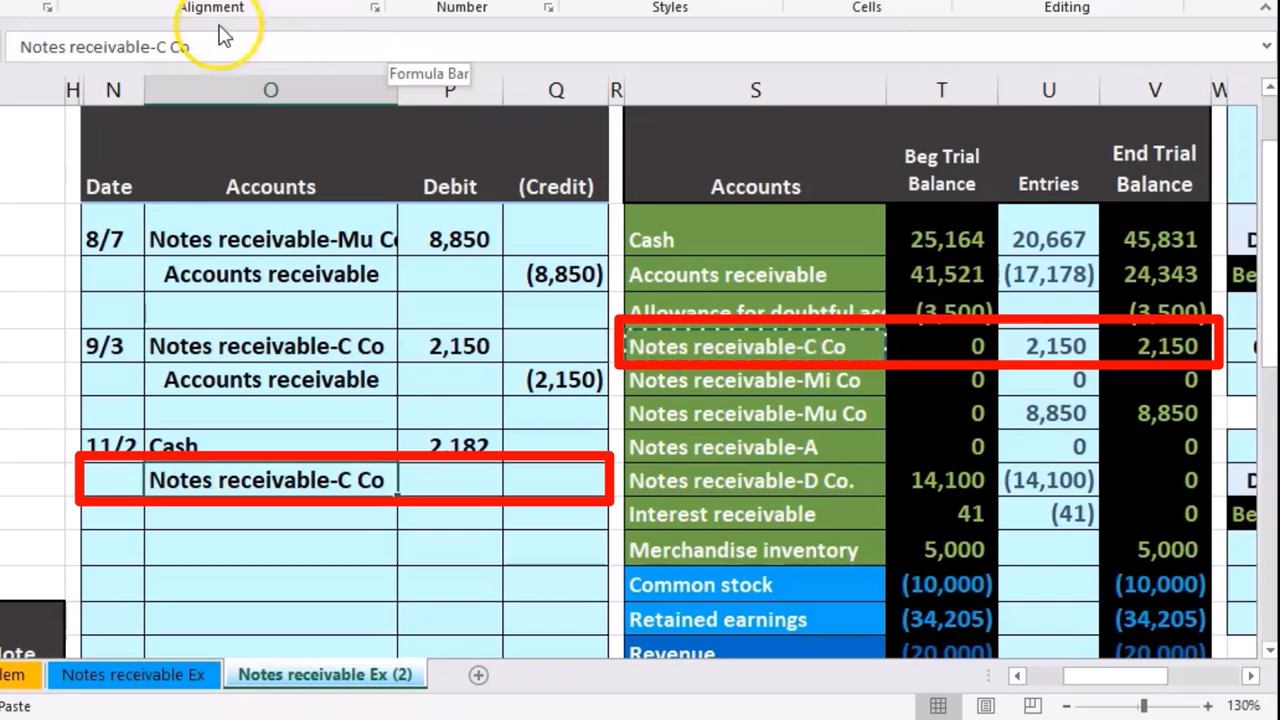 Alignment Number Styles Cells Editing
Notes receivable-C Co
Formula Bar
H N O P Q R S T U V W
Date Accounts Debit (Credit) Accounts Beg Trial Balance Entries End Trial Balance
8/7 Notes receivable-Mu Co 8,850 Cash 25,164 20,667 45,831
Accounts receivable (8,850) Accounts receivable 41,521 (17,178) 24,343 Be
Allowance for doubtful acc (3,500) (3,500)
9/3 Notes receivable-C Co 2,150 Notes receivable-C Co 0 2,150 2,150
Accounts receivable (2,150) Notes receivable-Mi Co 0 0 0
Notes receivable-Mu Co 0 8,850 8,850
11/2 Cash 2,182 Notes receivable-A 0 0 0
Notes receivable-C Co Notes receivable-D Co. 14,100 (14,100) 0
Interest receivable 41 (41) 0 Be
Merchandise inventory 5,000 5,000
Common stock (10,000) (10,000)
Retained earnings (34,205) (34,205)
Note Revenue (20,000) (20,000)
lem Notes receivable Ex Notes receivable Ex (2)
Paste 130%